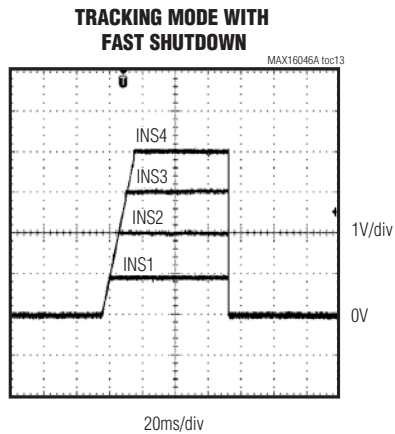 TRACKING MODE WITH
FAST SHUTDOWN
MAX16046A toc13
T
INS4
INS3
INS2
INS1
1V/div
0V
20ms/div